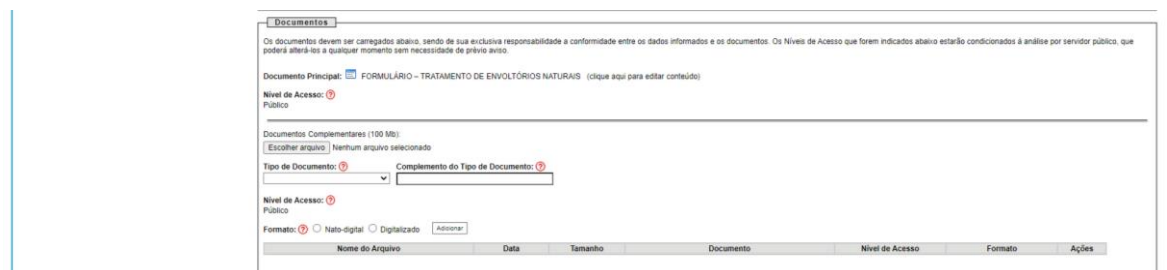 Documentos
Os documentos devem ser carregados abaixo, sendo de sua exclusiva responsabilidade a conformidade entre os dados informados e os documentos. Os Níveis de Acesso que forem indicados abaixo estarão condicionados à análise por servidor público, que
poderá alterá-los a qualquer momento sem necessidade de prévio aviso.
Documento Principal: FORMULÁRIO – TRATAMENTO DE ENVOLTÓRIOS NATURAIS (clique aqui para editar conteúdo)
Nível de Acesso: ?
Público
Documentos Complementares (100 Mb):
Escolher arquivo Nenhum arquivo selecionado
Tipo de Documento: ? Complemento do Tipo de Documento: ?
Nível de Acesso: ?
Público
Formato: ? Nato-digital Digitalizado Adicionar
Nome do Arquivo Data Tamanho Documento Nível de Acesso Formato Ações